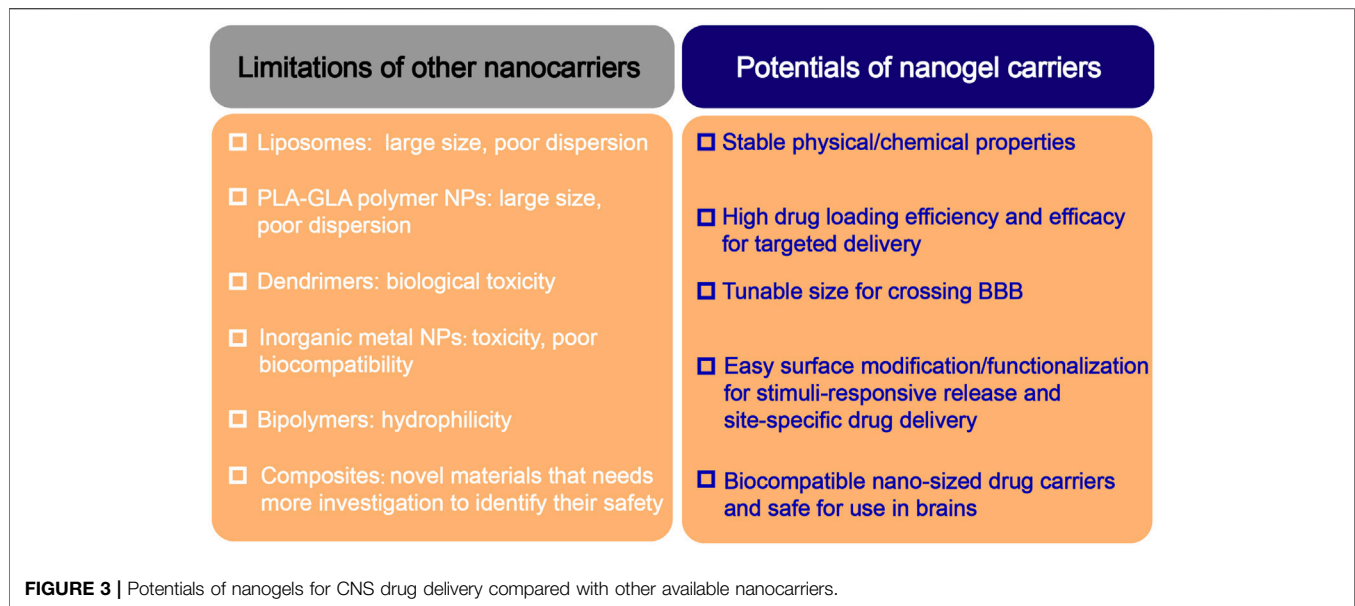 Limitations of other nanocarriers
Liposomes: large size, poor dispersion
PLA-GLA polymer NPs: large size,
poor dispersion
Dendrimers: biological toxicity
Inorganic metal NPs: toxicity, poor
biocompatibility
Bipolymers: hydrophilicity
Composites: novel materials that needs
more investigation to identify their safety
Potentials of nanogel carriers
Stable physical/chemical properties
High drug loading efficiency and efficacy
for targeted delivery
Tunable size for crossing BBB
Easy surface modification/functionalization
for stimuli-responsive release and
site-specific drug delivery
Biocompatible nano-sized drug carriers
and safe for use in brains
FIGURE 3 | Potentials of nanogels for CNS drug delivery compared with other available nanocarriers.